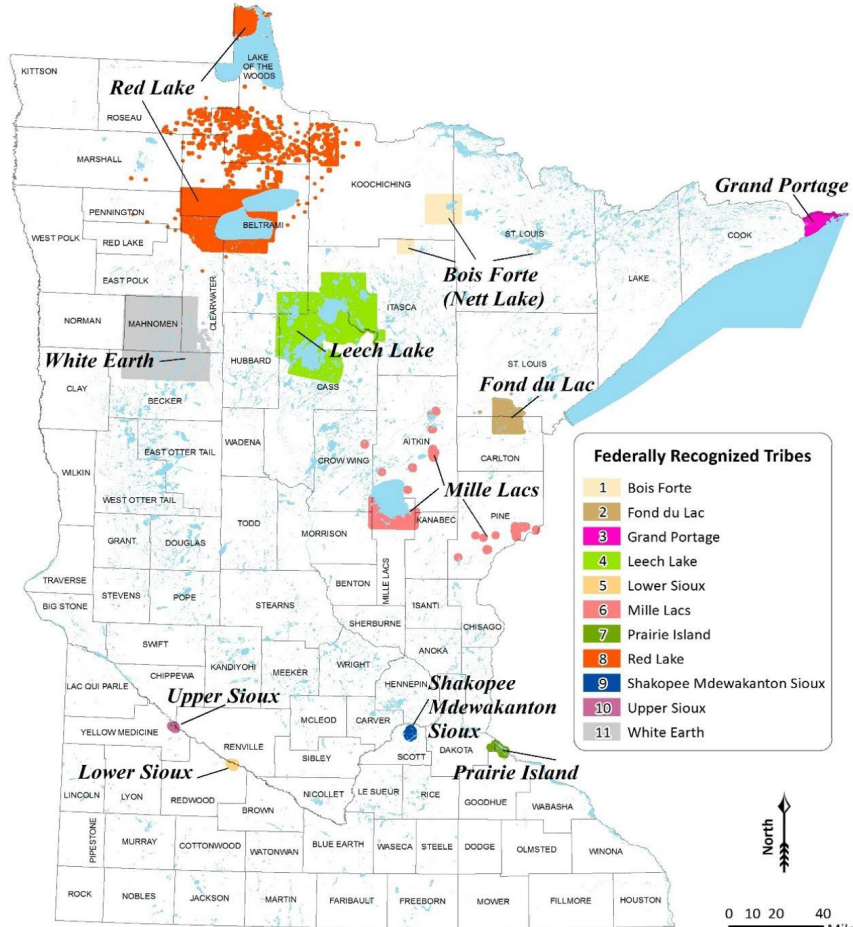 LAKE
OF THE
WOODS
KITTSON
Red Lake
ROSEAU
MARSHALL
KOOCHICHING
Grand Portage
PENNINGTON
BELTRAMI
WEST POLK
RED LAKE
ST. LOUIS
COOK
LAKE
EAST POLK
CLEARWATER
Bois Forte
(Nett Lake)
ITASCA
NORMAN
MAHNOMEN
White Earth
HUBBARD
Leech Lake
ST. LOUIS
CLAY
CASS
Fond du Lac
BECKER
WADENA
AITKIN
EAST OTTER TAIL
CROW WING
CARLTON
WILKIN
WEST OTTER TAIL
Mille Lacs
TODD
MORRISON
KANABEC
PINE
GRANT
DOUGLAS
MILLE LACS
TRAVERSE
BENTON
BIG STONE
STEVENS
POPE
STEARNS
ISANTI
SHERBURNE
CHISAGO
SWIFT
ANOKA
KANDIYOHI
MEEKER
WRIGHT
CHIPPEWA
LAC QUI PARLE
HENNEPIN
Upper Sioux
Shakopee
Mdewakanton
Sioux
MCLEOD
CARVER
YELLOW MEDICINE
RENVILLE
SIBLEY
SCOTT
DAKOTA
Lower Sioux
Prairie Island
LINCOLN
LYON
REDWOOD
NICOLLET
LE SUEUR
RICE
GOODHUE
WABASHA
BROWN
PIPESTONE
MURRAY
COTTONWOOD
WATONWAN
BLUE EARTH
WASECA
STEELE
DODGE
OLMSTED
WINONA
ROCK
NOBLES
JACKSON
MARTIN
FARIBAULT
FREEBORN
MOWER
FILLMORE
HOUSTON
Federally Recognized Tribes
1 Bois Forte
2 Fond du Lac
3 Grand Portage
4 Leech Lake
5 Lower Sioux
6 Mille Lacs
7 Prairie Island
8 Red Lake
9 Shakopee Mdewakanton Sioux
10 Upper Sioux
11 White Earth
North
0 10 20 40